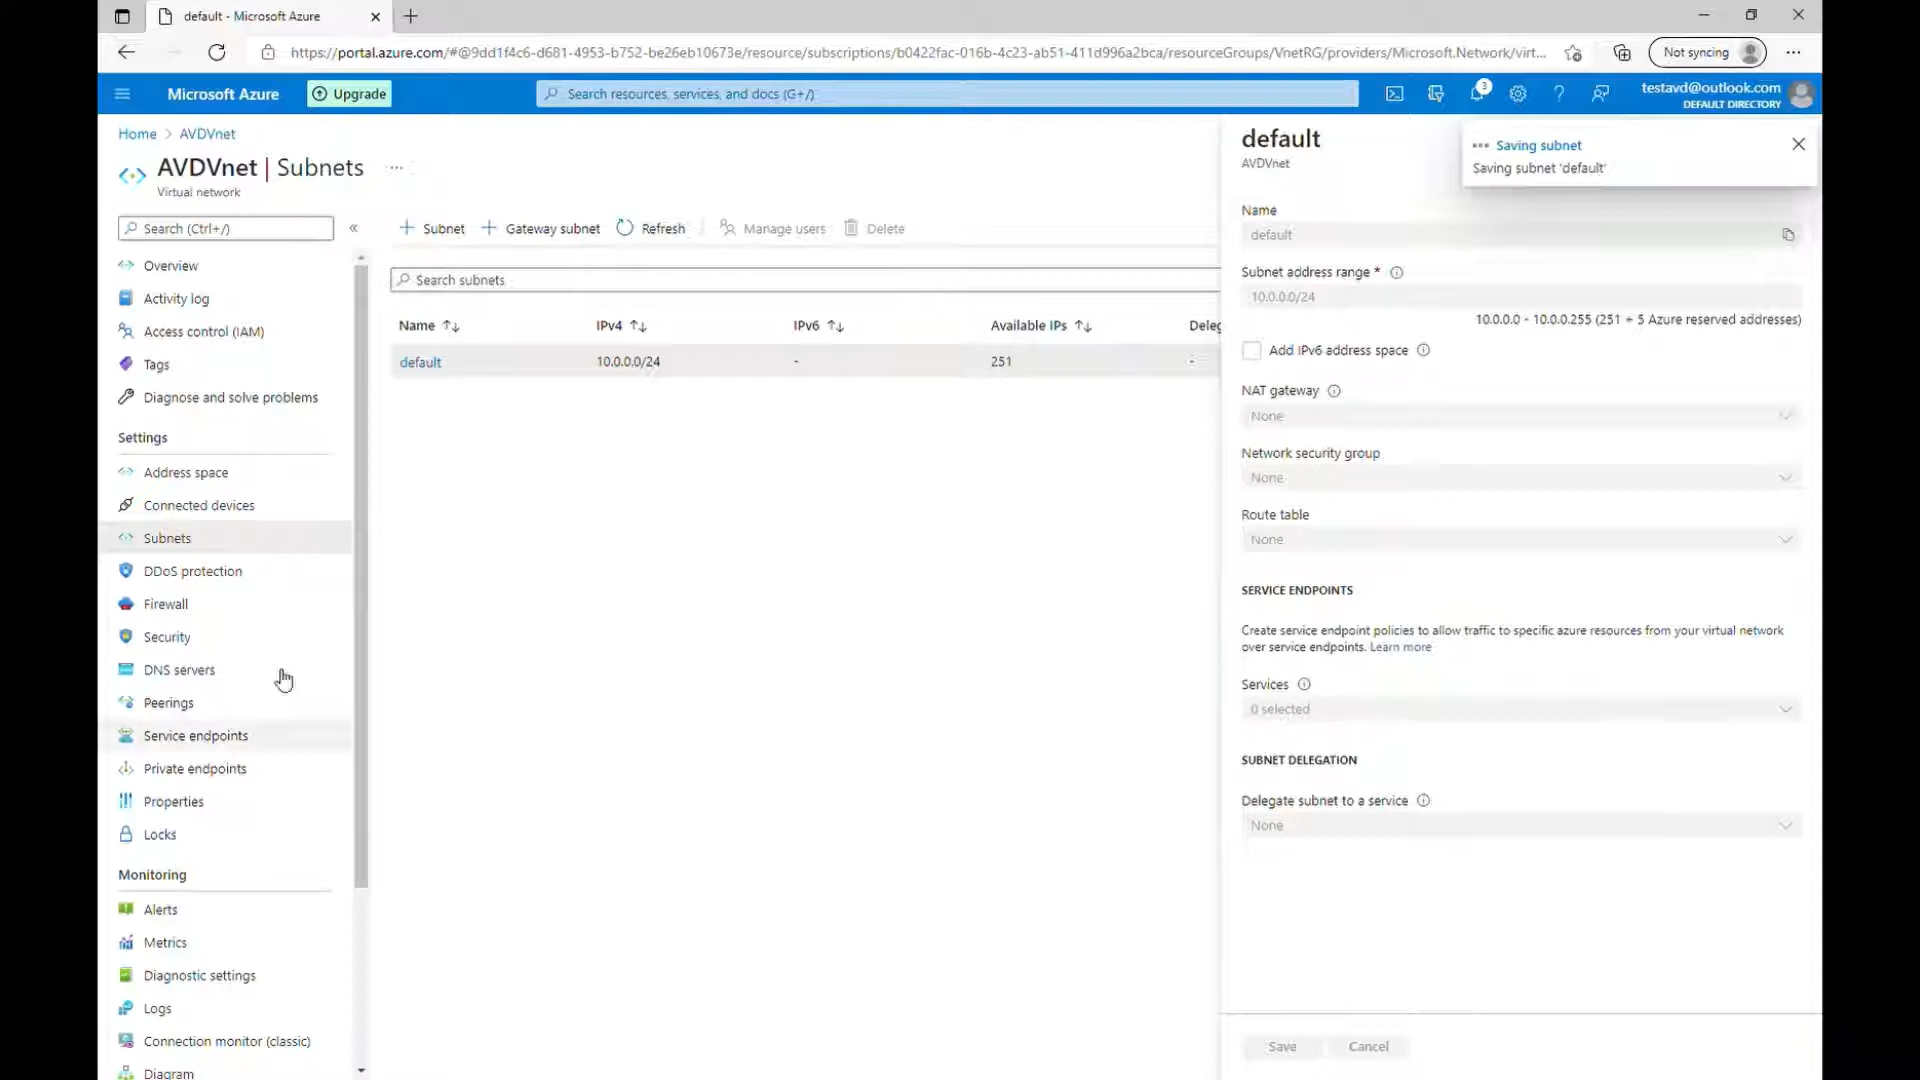 default - Microsoft Azure
https://portal.azure.com/#@9dd1f4c6-d681-4953-b752-be26eb10673e/resource/subscriptions/b0422fac-016b-4c23-ab51-411d996a2bca/resourceGroups/VnetRG/providers/Microsoft.Network/virt...
Not syncing
Microsoft Azure
Upgrade
Search resources, services, and docs (G+/)
3
testavd@outlook.com
DEFAULT DIRECTORY
Home > AVDVnet
AVDVnet | Subnets ...
Virtual network
Search (Ctrl+/)
«
Overview
Activity log
Access control (IAM)
Tags
Diagnose and solve problems
Settings
Address space
Connected devices
Subnets
DDoS protection
Firewall
Security
DNS servers
Peerings
Service endpoints
Private endpoints
Properties
Locks
Monitoring
Alerts
Metrics
Diagnostic settings
Logs
Connection monitor (classic)
Diagram
+ Subnet + Gateway subnet Refresh Manage users Delete
Search subnets
Name ↑↓ IPv4 ↑↓ IPv6 ↑↓ Available IPs ↑↓ Deleg
default 10.0.0.0/24 - 251 -
default
AVDVnet
Saving subnet
Saving subnet 'default'
Name
default
Subnet address range *
10.0.0.0/24
10.0.0.0 - 10.0.0.255 (251 + 5 Azure reserved addresses)
Add IPv6 address space
NAT gateway
None
Network security group
None
Route table
None
SERVICE ENDPOINTS
Create service endpoint policies to allow traffic to specific azure resources from your virtual network
over service endpoints. Learn more
Services
0 selected
SUBNET DELEGATION
Delegate subnet to a service
None
Save Cancel